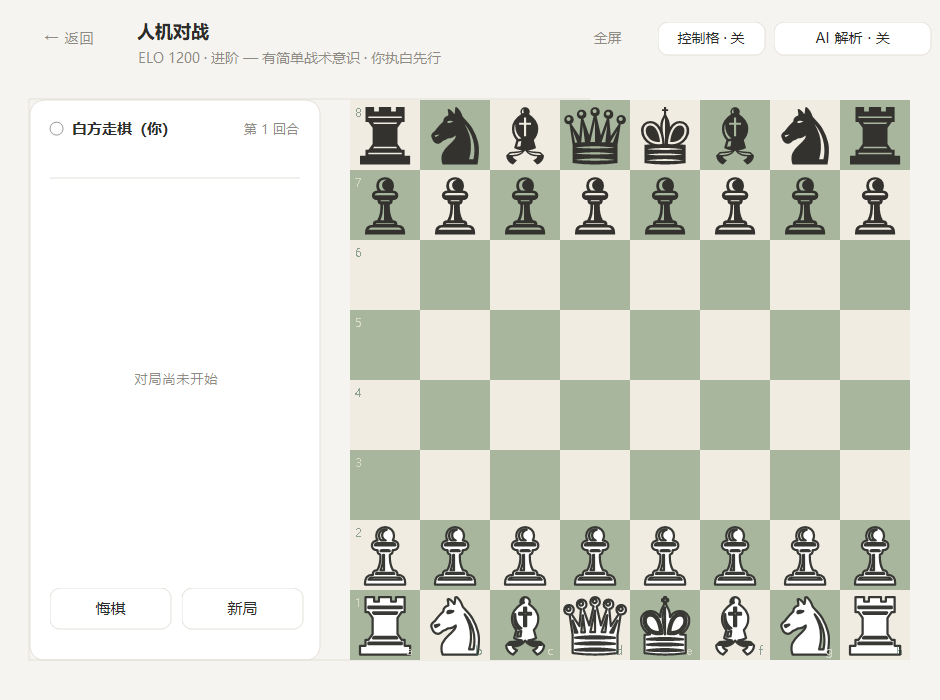 ← 返回
人机对战
ELO 1200 · 进阶 — 有简单战术意识 · 你执白先行
全屏
控制格 · 关
AI 解析 · 关
白方走棋（你）
第 1 回合
对局尚未开始
悔棋
新局
8
7
6
5
4
3
2
1
c
d
e
f
g